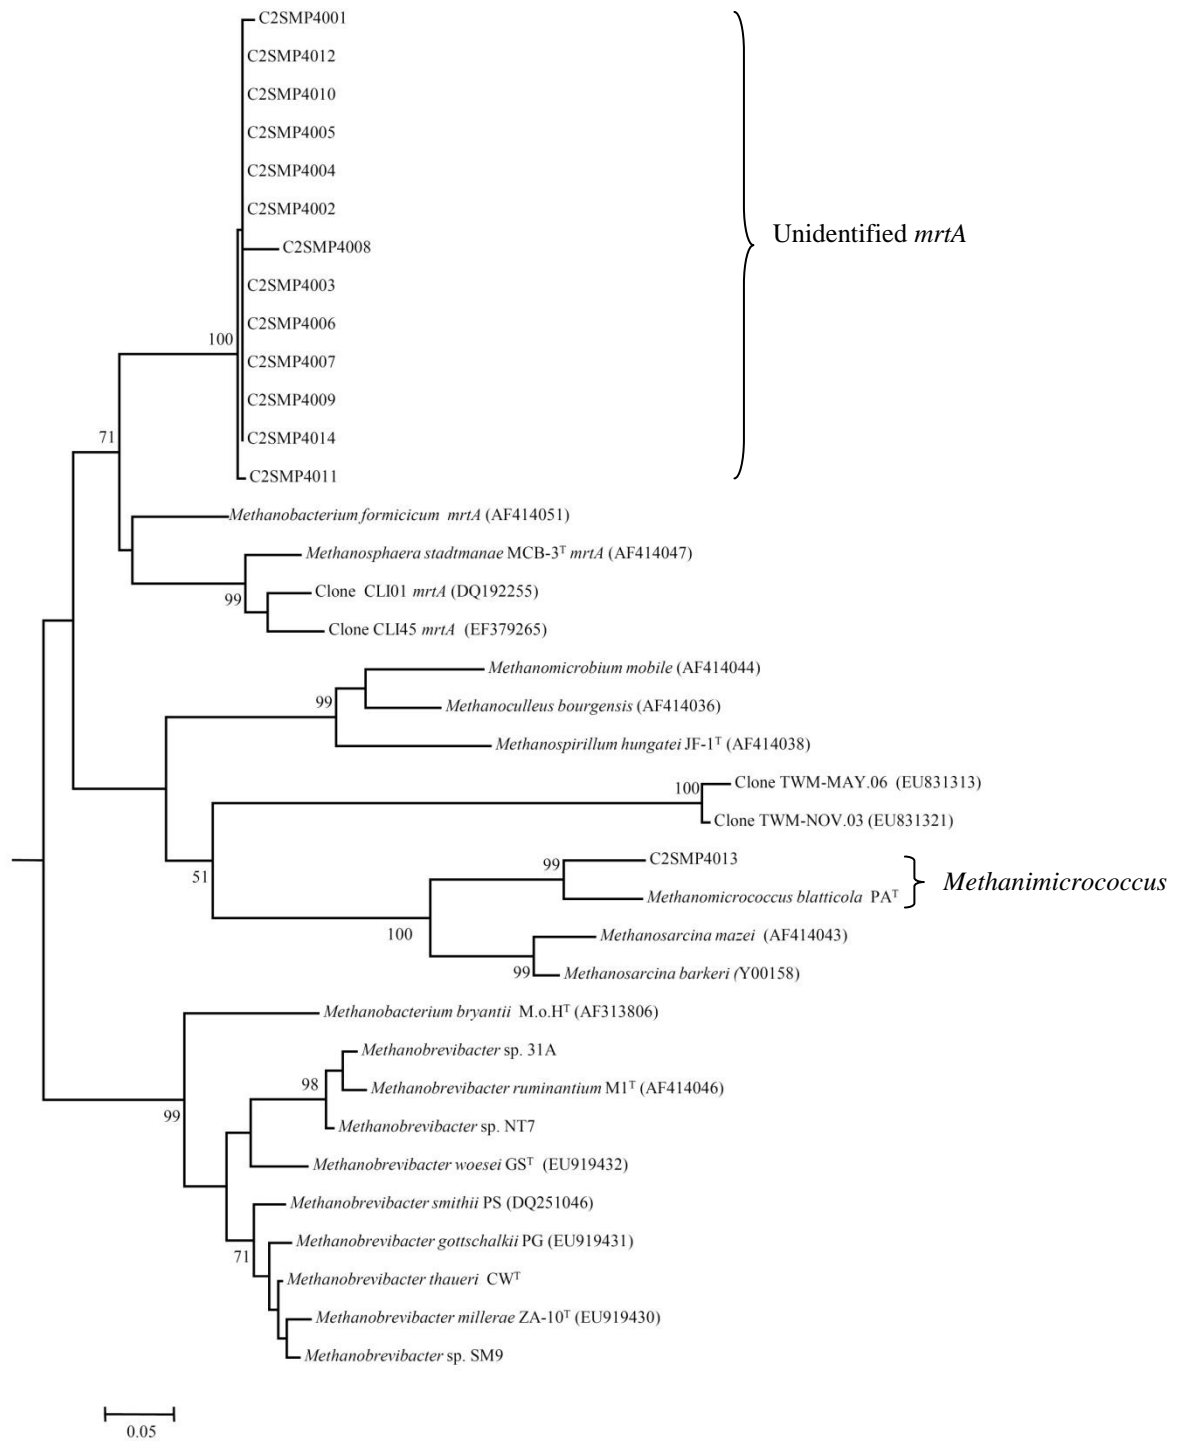 C2SMP4001
C2SMP4012
C2SMP4010
C2SMP4005
C2SMP4004
C2SMP4002
Unidentified mrtA
C2SMP4008
C2SMP4003
C2SMP4006
100
C2SMP4007
C2SMP4009
71
C2SMP4014
C2SMP4011
Methanobacterium formicicum mrtA (AF414051)
Methanosphaera stadtmanae MCB-3ᵀ mrtA (AF414047)
Clone CLI01 mrtA (DQ192255)
99
Clone CLI45 mrtA (EF379265)
Methanomicrobium mobile (AF414044)
99
Methanoculleus bourgensis (AF414036)
Methanospirillum hungatei JF-1ᵀ (AF414038)
Clone TWM-MAY.06 (EU831313)
100
Clone TWM-NOV.03 (EU831321)
C2SMP4013
99
51
Methanimicrococcus
Methanomicrococcus blatticola PAᵀ
100
Methanosarcina mazei (AF414043)
99
Methanosarcina barkeri (Y00158)
Methanobacterium bryantii M.o.Hᵀ (AF313806)
Methanobrevibacter sp. 31A
98
Methanobrevibacter ruminantium M1ᵀ (AF414046)
99
Methanobrevibacter sp. NT7
Methanobrevibacter woesei GSᵀ (EU919432)
Methanobrevibacter smithii PS (DQ251046)
Methanobrevibacter gottschalkii PG (EU919431)
71
Methanobrevibacter thaueri CWᵀ
Methanobrevibacter millerae ZA-10ᵀ (EU919430)
Methanobrevibacter sp. SM9
0.05